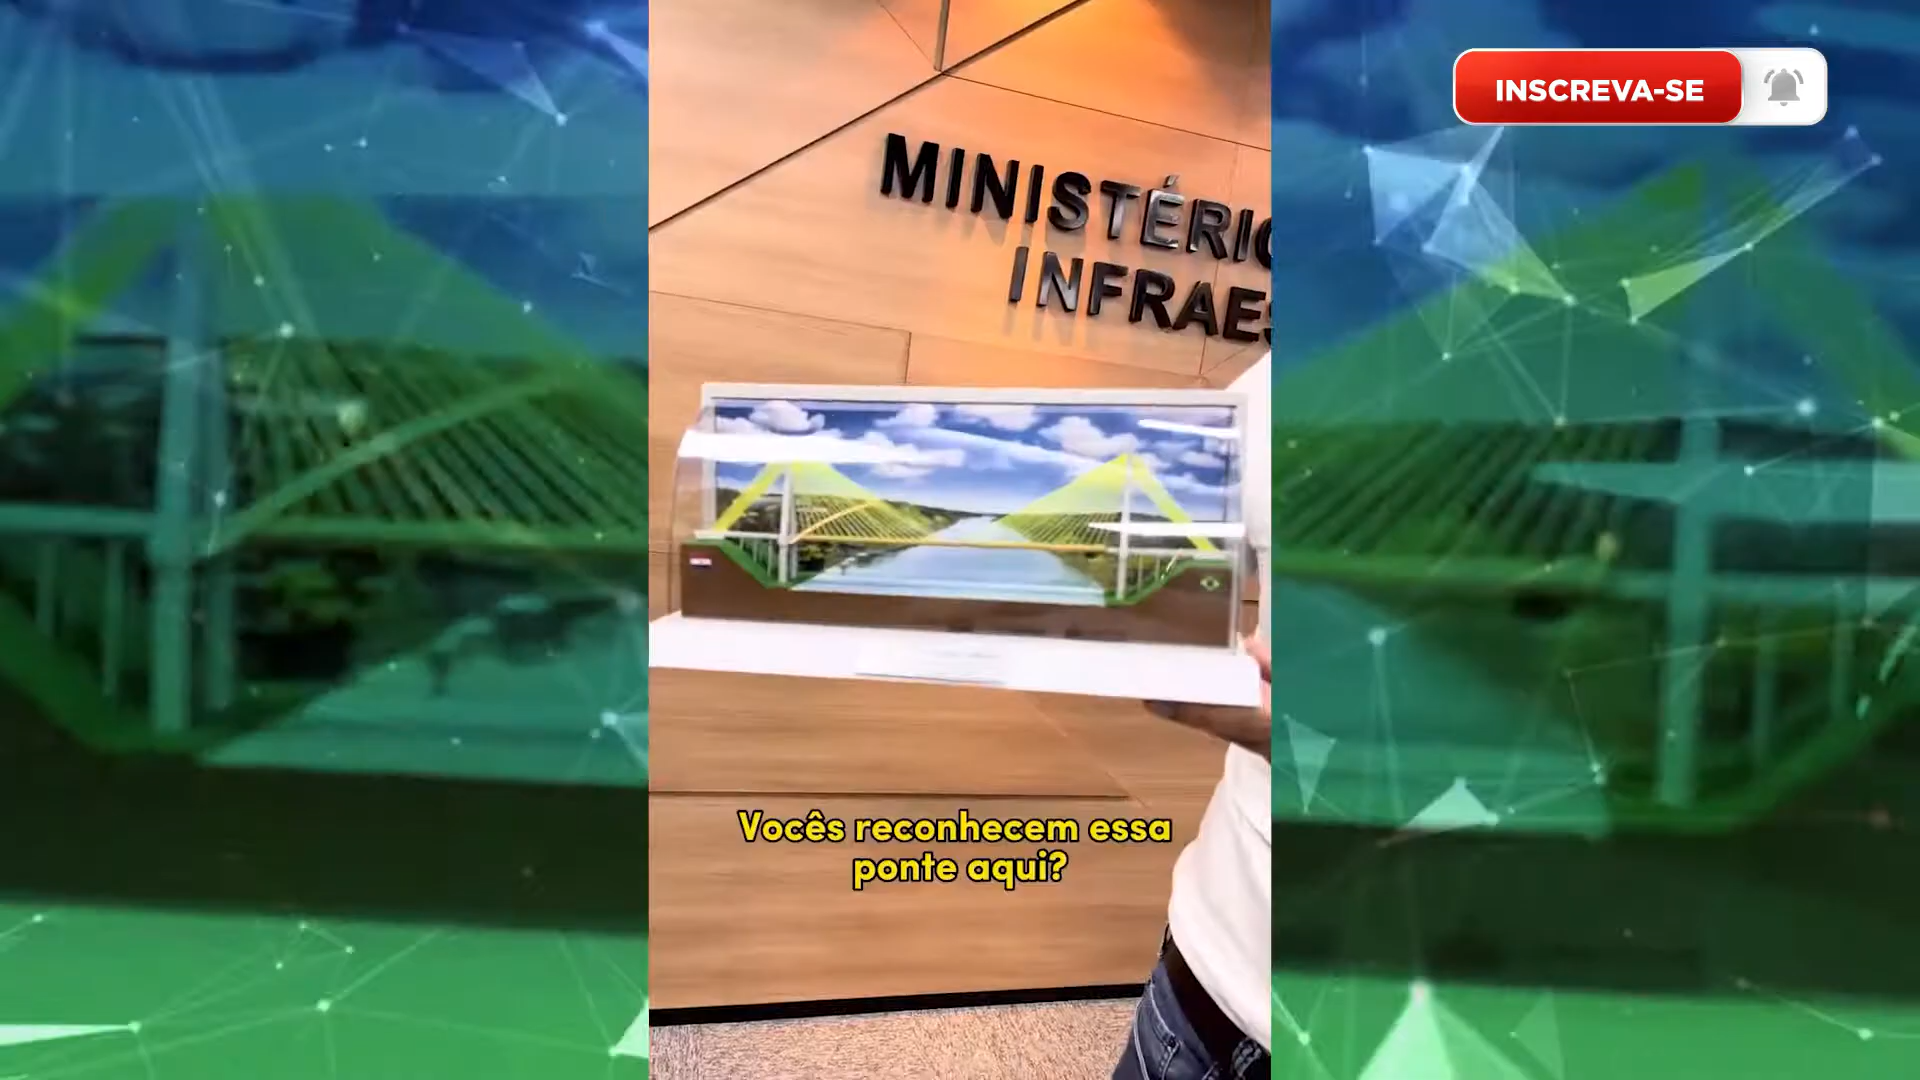 INSCREVA-SE
MINISTÉRIO
INFRAES
Vocês reconhecem essa
ponte aqui?